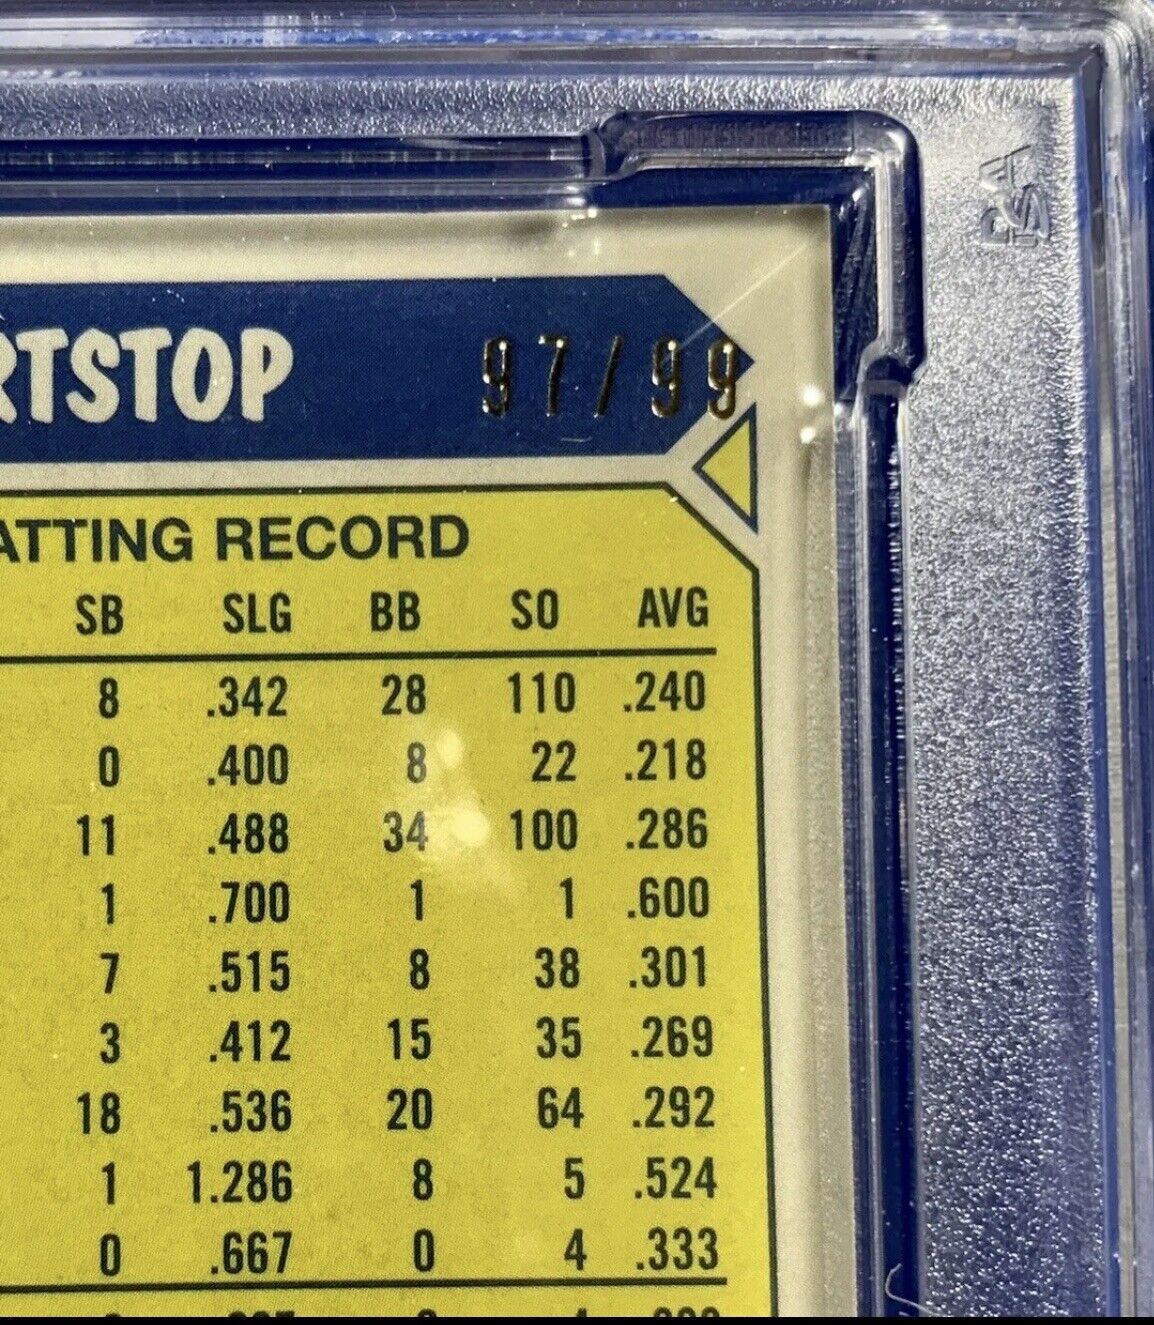 RTSTOP 97/99
ATTING RECORD
SB SLG BB SO AVG
8 .342 28 110 .240
0 .400 8 22 .218
11 .488 34 100 .286
1 .700 1 1 .600
7 .515 8 38 .301
3 .412 15 35 .269
18 .536 20 64 .292
1 1.286 8 5 .524
0 .667 0 4 .333
PSA